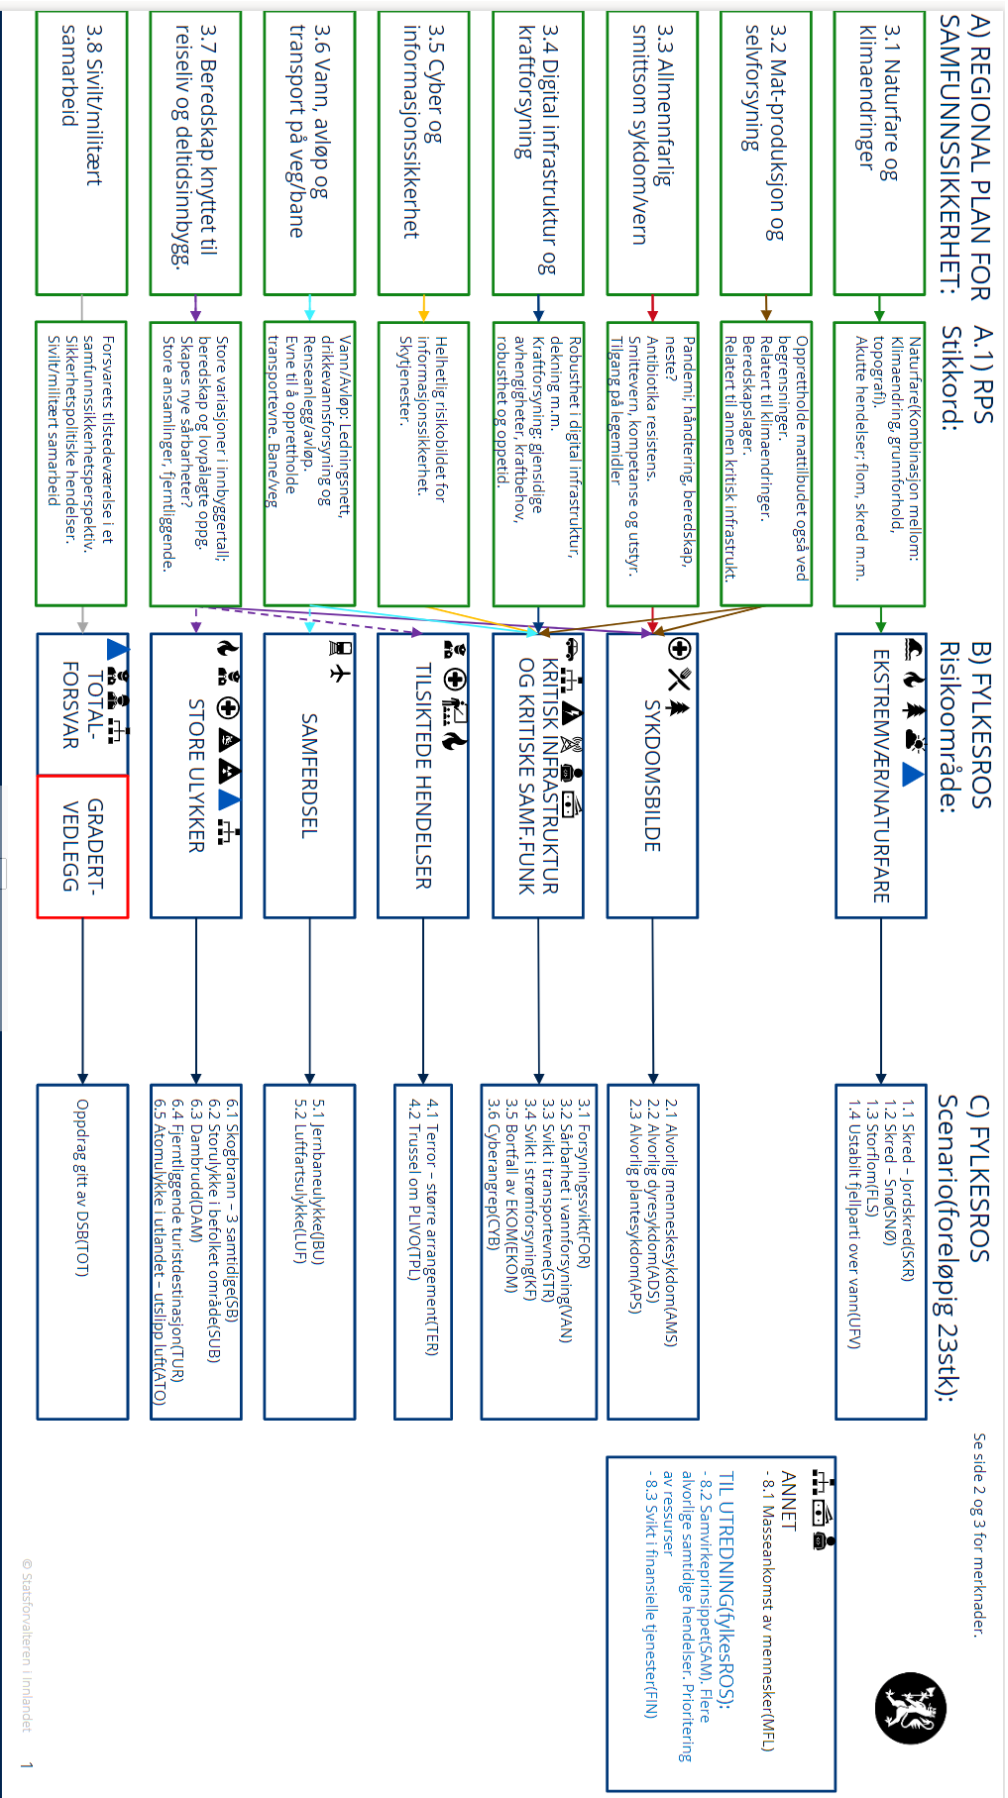 A) REGIONAL PLAN FOR
SAMFUNNSSIKKERHET:
3.1 Naturfare og
klimaendringer
3.2 Mat-produksjon og
selvforsyning
3.3 Allmennfarlig
smittsom sykdom/vern
3.4 Digital infrastruktur og
kraftforsyning
3.5 Cyber og
informasjonssikkerhet
3.6 Vann, avløp og
transport på veg/bane
3.7 Beredskap knyttet til
reiseliv og deltidsinnbygg.
3.8 Sivilt/militært
samarbeid
A.1) RPS
Stikkord:
Naturfare(Kombinasjon mellom:
Klimaendring, grunnforhold,
topografi).
Akutte hendelser; flom, skred m.m.
Opprettholde mattilbudet også ved
begrensninger.
Relatert til klimaendringer.
Beredskapslager.
Relatert til annen kritisk infrastrukt.
Pandemi; håndtering, beredskap,
neste?
Antibiotika resistens.
Smittevern, kompetanse og utstyr.
Tilgang på legemidler
Robusthet i digital infrastruktur,
dekning m.m.
Kraftforsyning; gjensidige
avhengigheter, kraftbehov,
robusthet og oppetid.
Helhetlig risikobildet for
informasjonssikkerhet.
Skytjenester.
Vann/Avløp: Ledningsnett,
drikkevannsforsyning og
Renseanlegg/avløp.
Evne til å opprettholde
transportevne. Bane/veg
Store variasjoner i innbyggertall;
beredskap og lovpålagte oppg.
Skapes nye sårbarheter?
Store ansamlinger, fjerntliggende.
Forsvarets tilstedeværelse i et
samfunnssikkerhetsperspektiv.
Sikkerhetspolitiske hendelser.
Sivilt/militært samarbeid
B) FYLKESROS
Risikoområde:
EKSTREMVÆR/NATURFARE
SYKDOMSBILDE
KRITISK INFRASTRUKTUR
OG KRITISKE SAMF.FUNK
TILSIKTEDE HENDELSER
SAMFERDSEL
STORE ULYKKER
TOTAL-
FORSVAR
GRADERT-
VEDLEGG
C) FYLKESROS
Scenario(foreløpig 23stk):
1.1 Skred – Jordskred(SKR)
1.2 Skred – Snø(SNØ)
1.3 Storflom(FLS)
1.4 Ustabilt fjellparti over vann(UFV)
2.1 Alvorlig menneskesykdom(AMS)
2.2 Alvorlig dyresykdom(ADS)
2.3 Alvorlig plantesykdom(APS)
3.1 Forsyningssvikt(FOR)
3.2 Sårbarhet i vannforsyning(VAN)
3.3 Svikt i transportevne(STR)
3.4 Svikt i strømforsyning(KF)
3.5 Bortfall av EKOM(EKOM)
3.6 Cyberangrep(CYB)
4.1 Terror – større arrangement(TER)
4.2 Trussel om PLIVO(TPL)
5.1 Jernbaneulykke(JBU)
5.2 Luftfartsulykke(LUF)
6.1 Skogbrann – 3 samtidige(SB)
6.2 Storulykke i befolket område(SUB)
6.3 Dambrudd(DAM)
6.4 Fjerntliggende turistdestinasjon(TUR)
6.5 Atomulykke i utlandet – utslipp luft(ATO)
Oppdrag gitt av DSB(TOT)
Se side 2 og 3 for merknader.
ANNET
- 8.1 Masseankomst av mennesker(MFL)
TIL UTREDNING(fylkesROS):
- 8.2 Samvirkeprinsippet(SAM). Flere
alvorlige samtidige hendelser. Prioritering
av ressurser
- 8.3 Svikt i finansielle tjenester(FIN)
© Statsforvalteren i Innlandet
1